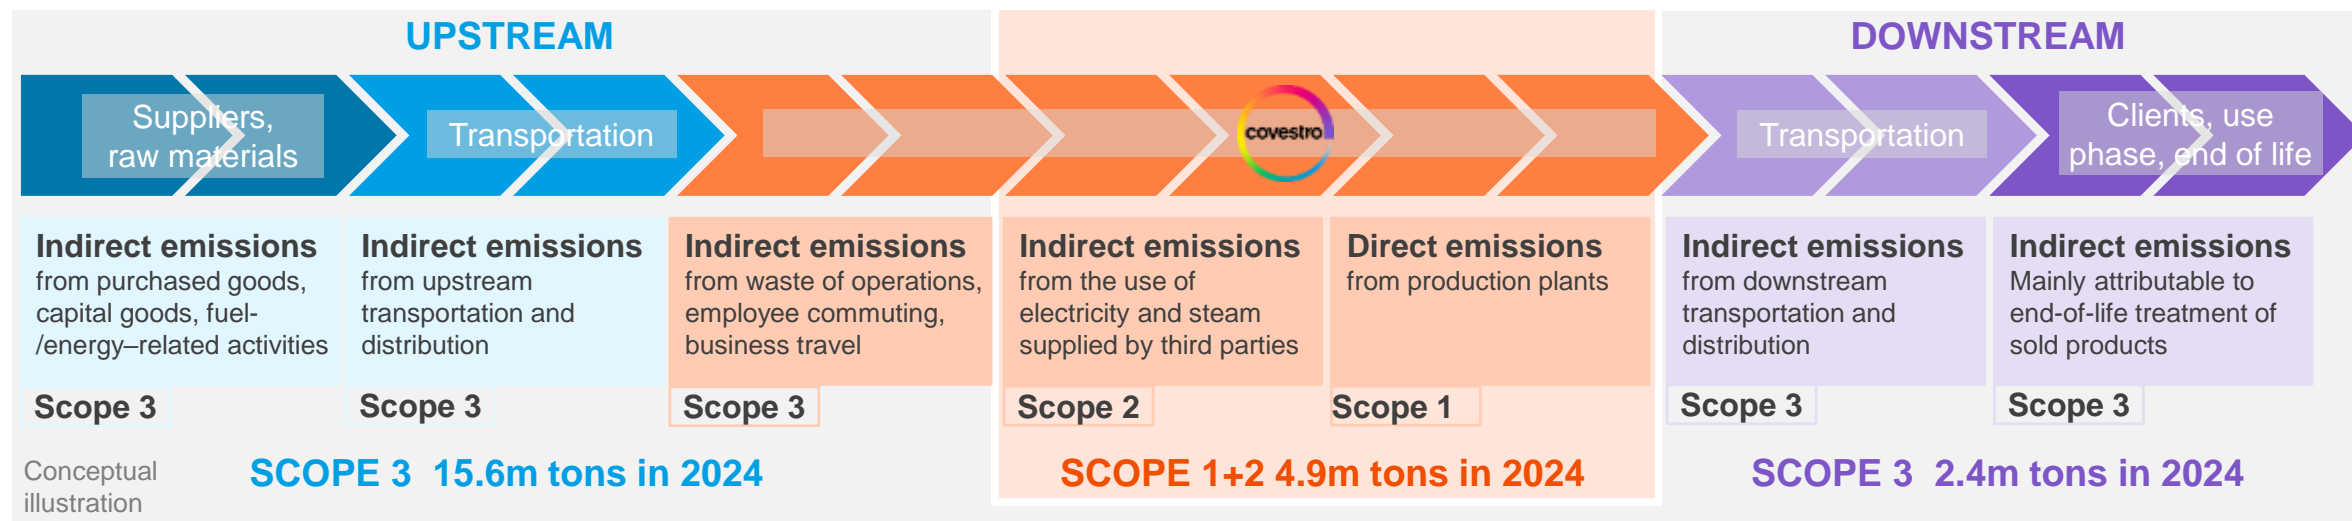 UPSTREAM
DOWNSTREAM
Suppliers,
raw materials
Transportation
covestro
Transportation
Clients, use
phase, end of life
Indirect emissions
from purchased goods,
capital goods, fuel-
/energy–related activities
Scope 3
Indirect emissions
from upstream
transportation and
distribution
Scope 3
Indirect emissions
from waste of operations,
employee commuting,
business travel
Scope 3
Indirect emissions
from the use of
electricity and steam
supplied by third parties
Scope 2
Direct emissions
from production plants
Scope 1
Indirect emissions
from downstream
transportation and
distribution
Scope 3
Indirect emissions
Mainly attributable to
end-of-life treatment of
sold products
Scope 3
Conceptual
illustration
SCOPE 3 15.6m tons in 2024
SCOPE 1+2 4.9m tons in 2024
SCOPE 3 2.4m tons in 2024